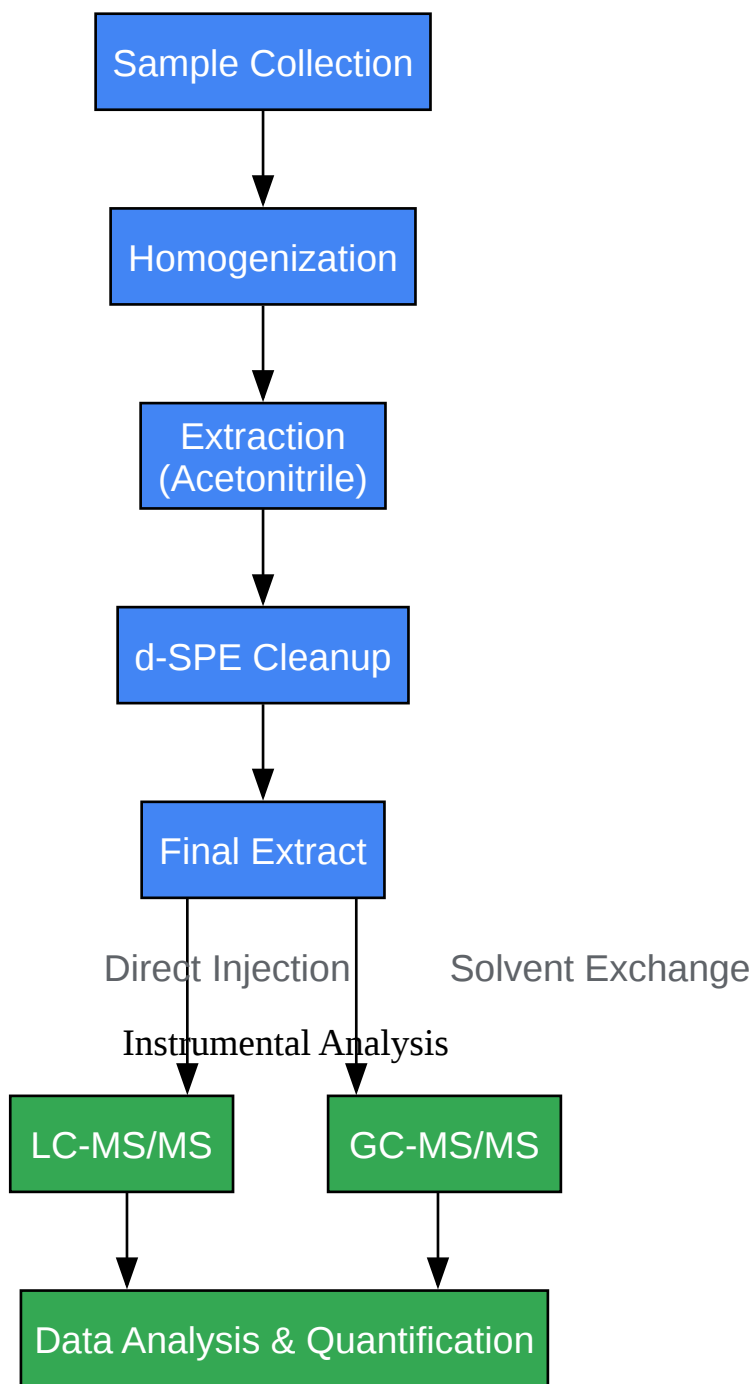 Sample Collection
Homogenization
Extraction
(Acetonitrile)
d-SPE Cleanup
Final Extract
Direct Injection
Solvent Exchange
Instrumental Analysis
LC-MS/MS
GC-MS/MS
Data Analysis & Quantification